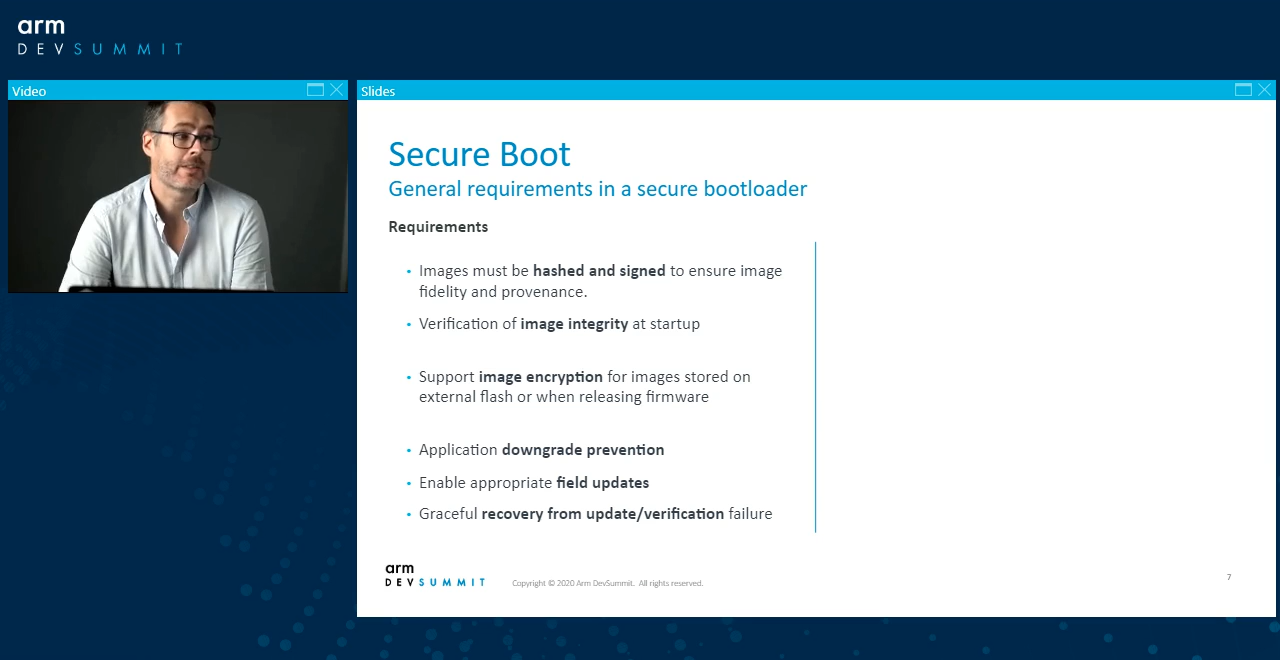 arm
DEVSUMMIT
Video
Slides
Secure Boot
General requirements in a secure bootloader
Requirements
• Images must be hashed and signed to ensure image
fidelity and provenance.
• Verification of image integrity at startup
• Support image encryption for images stored on
external flash or when releasing firmware
• Application downgrade prevention
• Enable appropriate field updates
• Graceful recovery from update/verification failure
arm
DEVSUMMIT
Copyright © 2020 Arm DevSummit. All rights reserved.
7